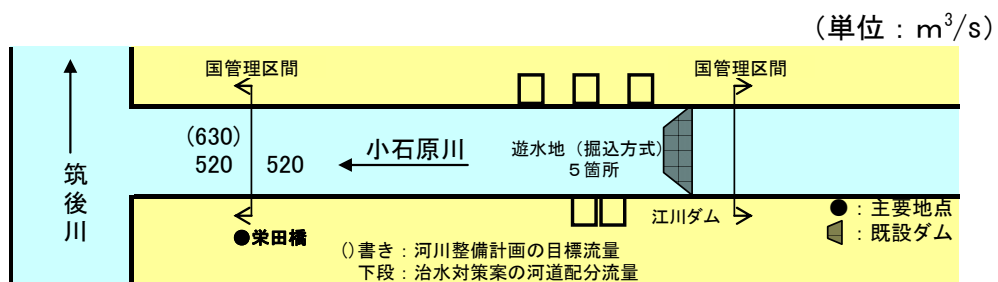 (単位：m³/s)
国管理区間
国管理区間
(630)
520
520
小石原川
遊水地（掘込方式）
５箇所
筑後川
江川ダム
●：主要地点
：既設ダム
●栄田橋
()書き：河川整備計画の目標流量
下段：治水対策案の河道配分流量